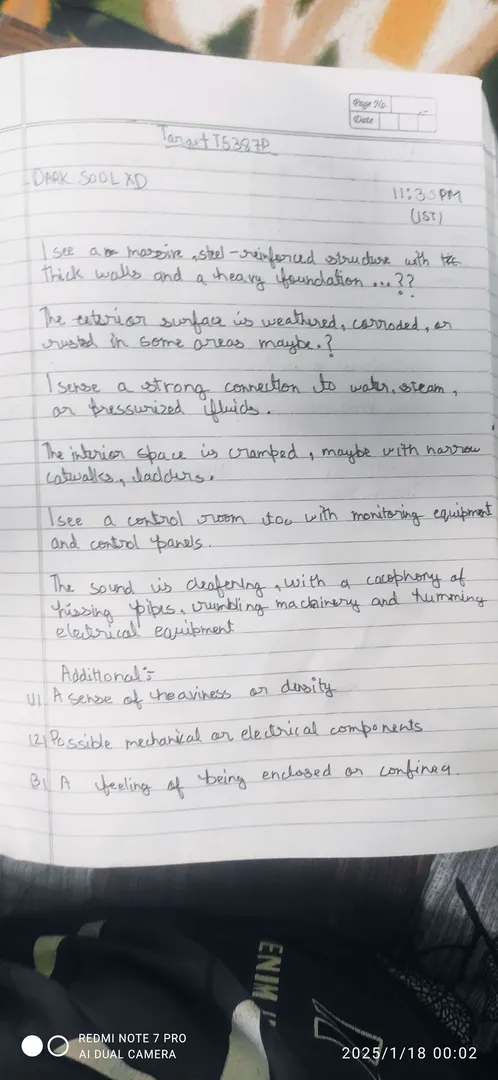 Page No.
Date
Target T5387P
- DARK SOOL XD
11:30PM
(IST)
I see a massive, steel-reinforced structure with
thick walls and a heavy foundation ...??
The exterior surface is weathered, corroded, or
rusted in some areas maybe.?
I sense a strong connection to water, steam,
or pressurized fluids.
The interior space is cramped, maybe with narrow
catwalks, ladders.
I see a control room too with monitoring equipment
and control panels.
The sound is deafening, with a cacophony of
hissing pipes, rumbling machinery and humming
electrical equipment
Additional:-
(1) A sense of heaviness or density
(2) Possible mechanical or electrical components
(3) A feeling of being enclosed or confined.
ENIM
REDMI NOTE 7 PRO
AI DUAL CAMERA
2025/1/18 00:02